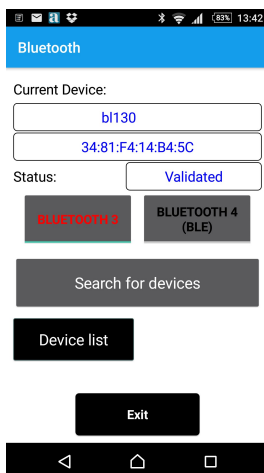 83% 13:42
Bluetooth
Current Device:
bl130
34:81:F4:14:B4:5C
Status: Validated
BLUETOOTH 3 BLUETOOTH 4
(BLE)
Search for devices
Device list
Exit